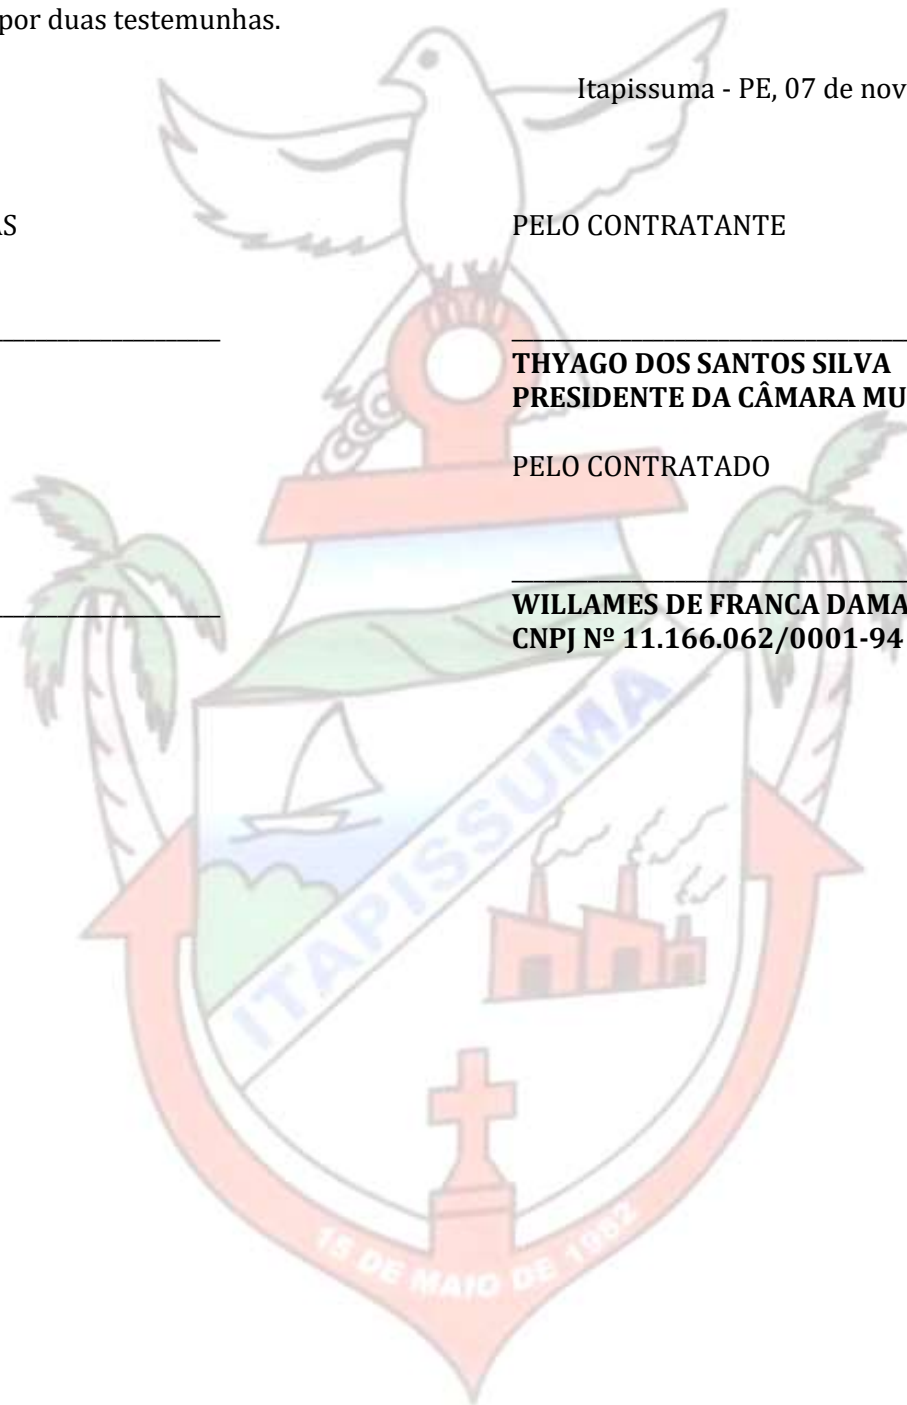 por duas testemunhas.
Itapissuma - PE, 07 de nov
AS
PELO CONTRATANTE
THYAGO DOS SANTOS SILVA
PRESIDENTE DA CÂMARA MU
PELO CONTRATADO
WILLAMES DE FRANCA DAMA
CNPJ Nº 11.166.062/0001-94
ITAPISSUMA
15 DE MAIO DE 1982